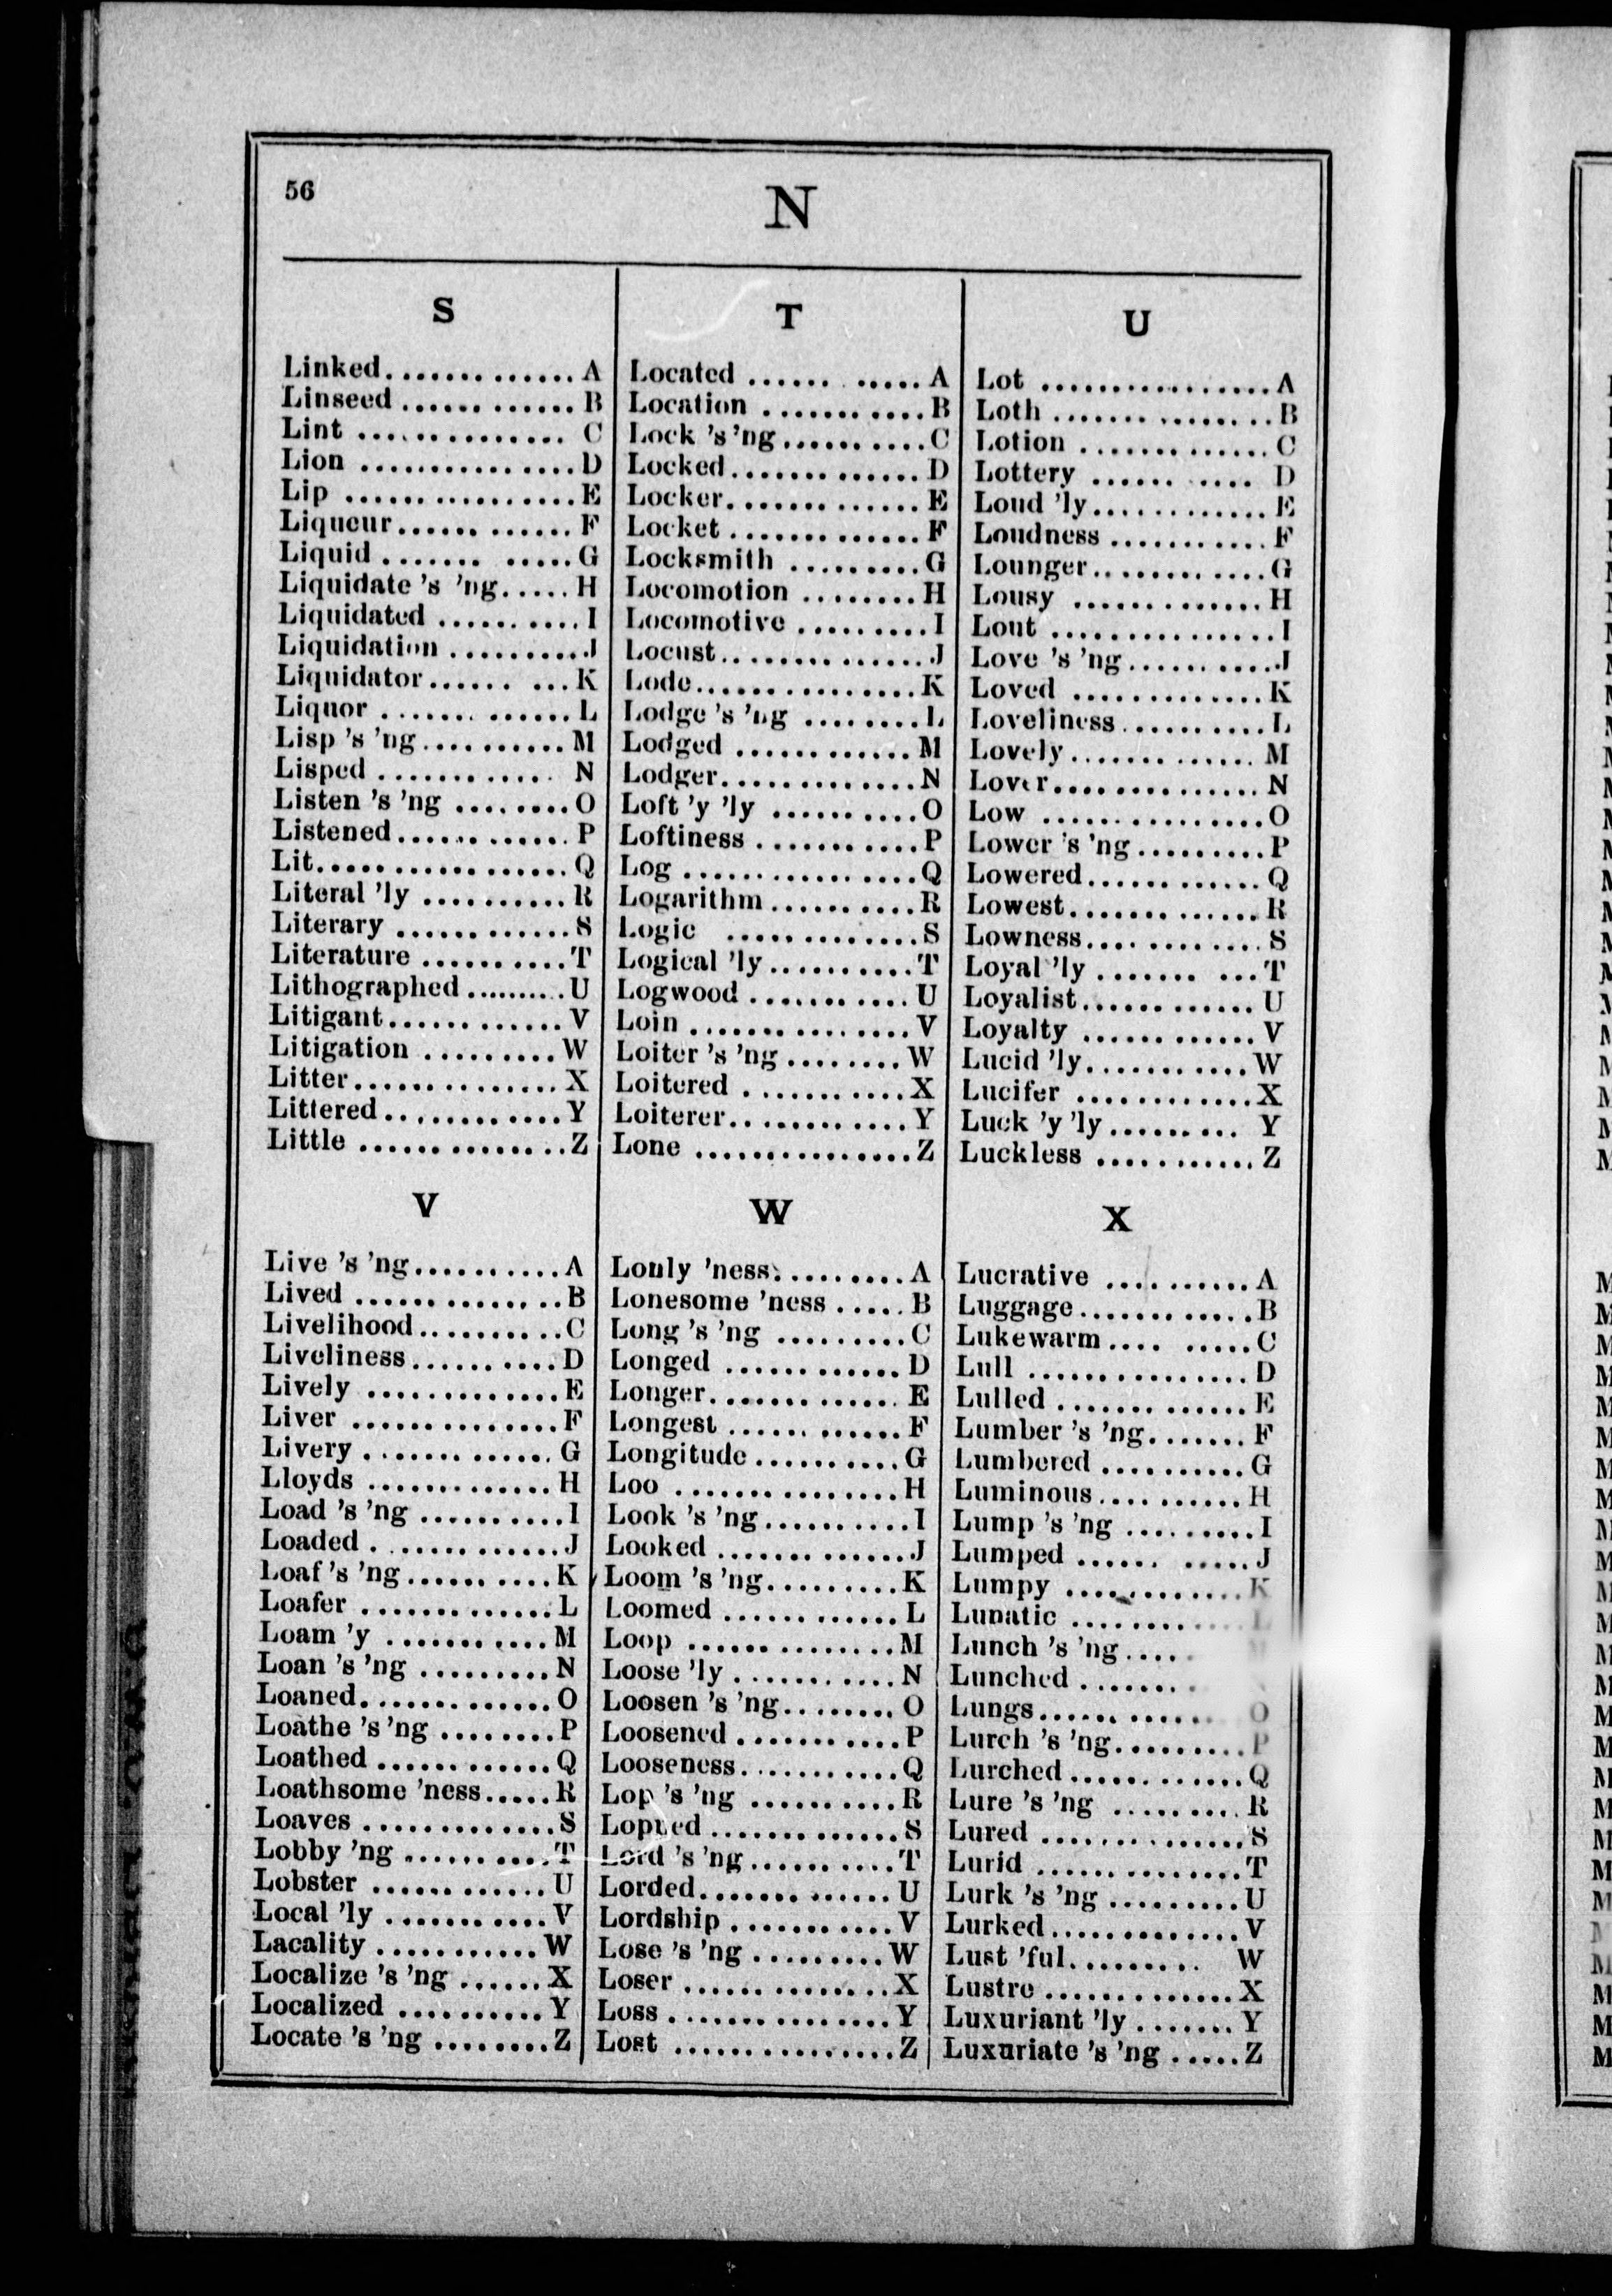 56
N
S
Linked.............A
Linseed............B
Lint...............C
Lion...............D
Lip................E
Liqueur............F
Liquid.............G
Liquidate 's 'ng.....H
Liquidated..........I
Liquidation..........J
Liquidator.........K
Liquor.............L
Lisp 's 'ng..........M
Lisped.............N
Listen 's 'ng........O
Listened............P
Lit..................Q
Literal 'ly..........R
Literary............S
Literature..........T
Lithographed..........U
Litigant............V
Litigation.........W
Litter..............X
Littered............Y
Little...............Z
T
Located............A
Location...........B
Lock 's 'ng..........C
Locked.............D
Locker.............E
Locket.............F
Locksmith.........G
Locomotion........H
Locomotive.........I
Locust..............J
Lode................K
Lodge 's 'ng........L
Lodged............M
Lodger.............N
Loft 'y 'ly..........O
Loftiness...........P
Log.................Q
Logarithm..........R
Logic..............S
Logical 'ly..........T
Logwood...........U
Loin...............V
Loiter 's 'ng........W
Loitered...........X
Loiterer............Y
Lone...............Z
U
Lot................A
Loth...............B
Lotion.............C
Lottery...........D
Loud 'ly............E
Loudness...........F
Lounger............G
Lousy.............H
Lout................I
Love 's 'ng..........J
Loved.............K
Loveliness..........L
Lovely............M
Lover..............N
Low................O
Lower 's 'ng.........P
Lowered............Q
Lowest.............R
Lowness............S
Loyal 'ly..........T
Loyalist............U
Loyalty............V
Lucid 'ly...........W
Lucifer............X
Luck 'y 'ly.........Y
Luckless...........Z
V
Live 's 'ng..........A
Lived..............B
Livelihood..........C
Liveliness..........D
Lively.............E
Liver..............F
Livery.............G
Lloyds.............H
Load 's 'ng..........I
Loaded.............J
Loaf 's 'ng..........K
Loafer.............L
Loam 'y...........M
Loan 's 'ng.........N
Loaned.............O
Loathe 's 'ng........P
Loathed............Q
Loathsome 'ness.....R
Loaves.............S
Lobby 'ng..........T
Lobster............U
Local 'ly...........V
Lacality...........W
Localize 's 'ng......X
Localized..........Y
Locate 's 'ng........Z
W
Lonly 'ness.........A
Lonesome 'ness.....B
Long 's 'ng.........C
Longed............D
Longer.............E
Longest............F
Longitude..........G
Loo................H
Look 's 'ng..........I
Looked.............J
Loom 's 'ng.........K
Loomed............L
Loop..............M
Loose 'ly...........N
Loosen 's 'ng........O
Loosened...........P
Looseness...........Q
Lop 's 'ng..........R
Lopped.............S
Lord 's 'ng..........T
Lorded.............U
Lordship...........V
Lose 's 'ng.........W
Loser..............X
Loss................Y
Lost................Z
X
Lucrative..........A
Luggage............B
Lukewarm.........C
Lull................D
Lulled.............E
Lumber 's 'ng.......F
Lumbered..........G
Luminous..........H
Lump 's 'ng.........I
Lumped...........J
Lumpy............K
Lunatic............L
Lunch 's 'ng.....
Lunched........
Lungs............O
Lurch 's 'ng.........P
Lurched............Q
Lure 's 'ng.........R
Lured..............S
Lurid..............T
Lurk 's 'ng.........U
Lurked.............V
Lust 'ful.........W
Lustre.............X
Luxuriant 'ly.......Y
Luxuriate 's 'ng.....Z